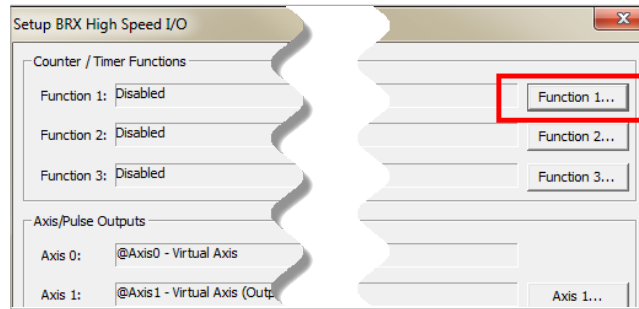 Setup BRX High Speed I/O
Counter / Timer Functions
Function 1: Disabled Function 1...
Function 2: Disabled Function 2...
Function 3: Disabled Function 3...
Axis/Pulse Outputs
Axis 0: @Axis0 - Virtual Axis
Axis 1: @Axis1 - Virtual Axis (Outp Axis 1...